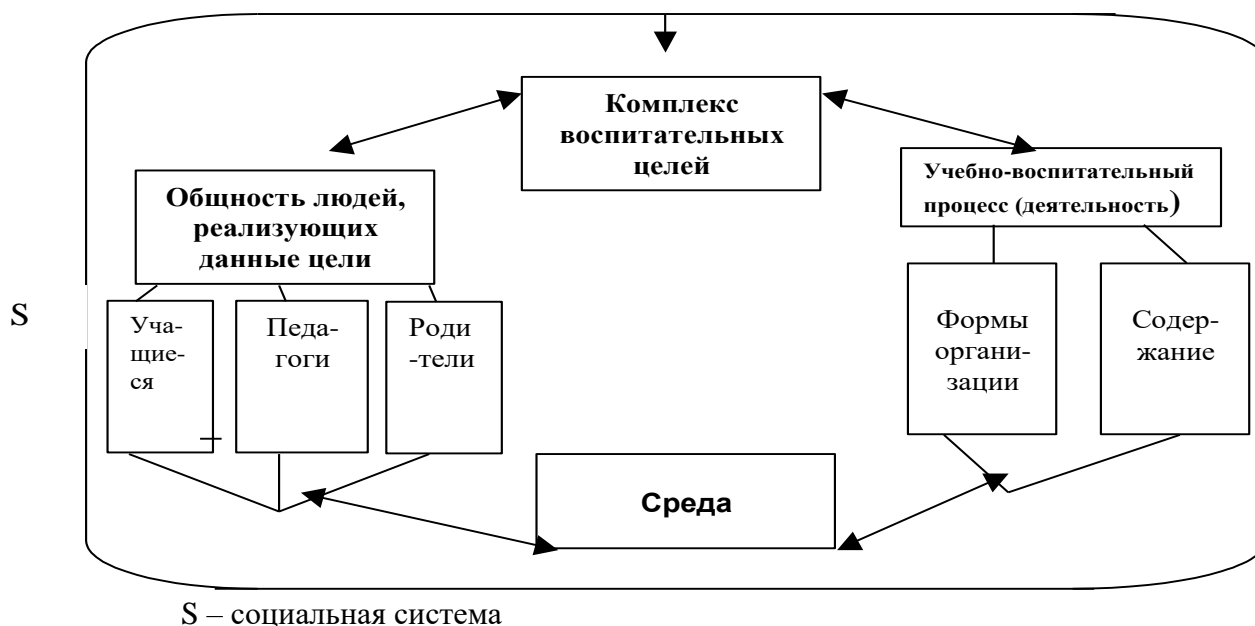 Комплекс
воспитательных
целей
Общность людей,
реализующих
данные цели
Учебно-воспитательный
процесс (деятельность)
S
Уча-
щие-
ся
Педа-
гоги
Роди
-тели
Формы
органи-
зации
Содер-
жание
Среда
S – социальная система